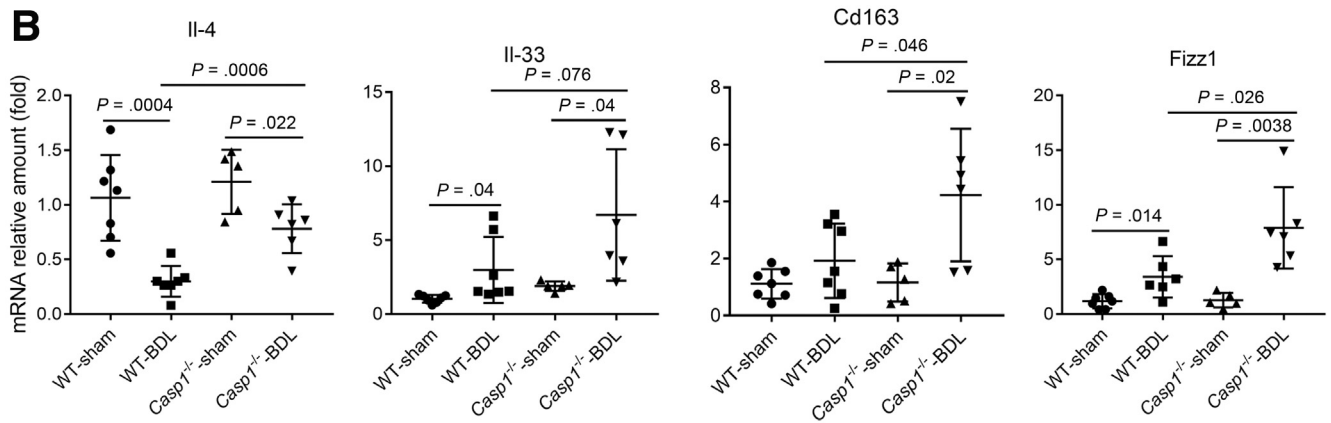 B
Il-4
mRNA relative amount (fold)
2.0
1.5
1.0
0.5
0.0
P = .0006
P = .0004
P = .022
WT-sham
WT-BDL
Casp1-/--sham
Casp1-/--BDL
Il-33
15
10
5
0
P = .076
P = .04
P = .04
WT-sham
WT-BDL
Casp1-/--sham
Casp1-/--BDL
Cd163
8
6
4
2
0
P = .046
P = .02
WT-sham
WT-BDL
Casp1-/--sham
Casp1-/--BDL
Fizz1
20
15
10
5
0
P = .026
P = .0038
P = .014
WT-sham
WT-BDL
Casp1-/--sham
Casp1-/--BDL